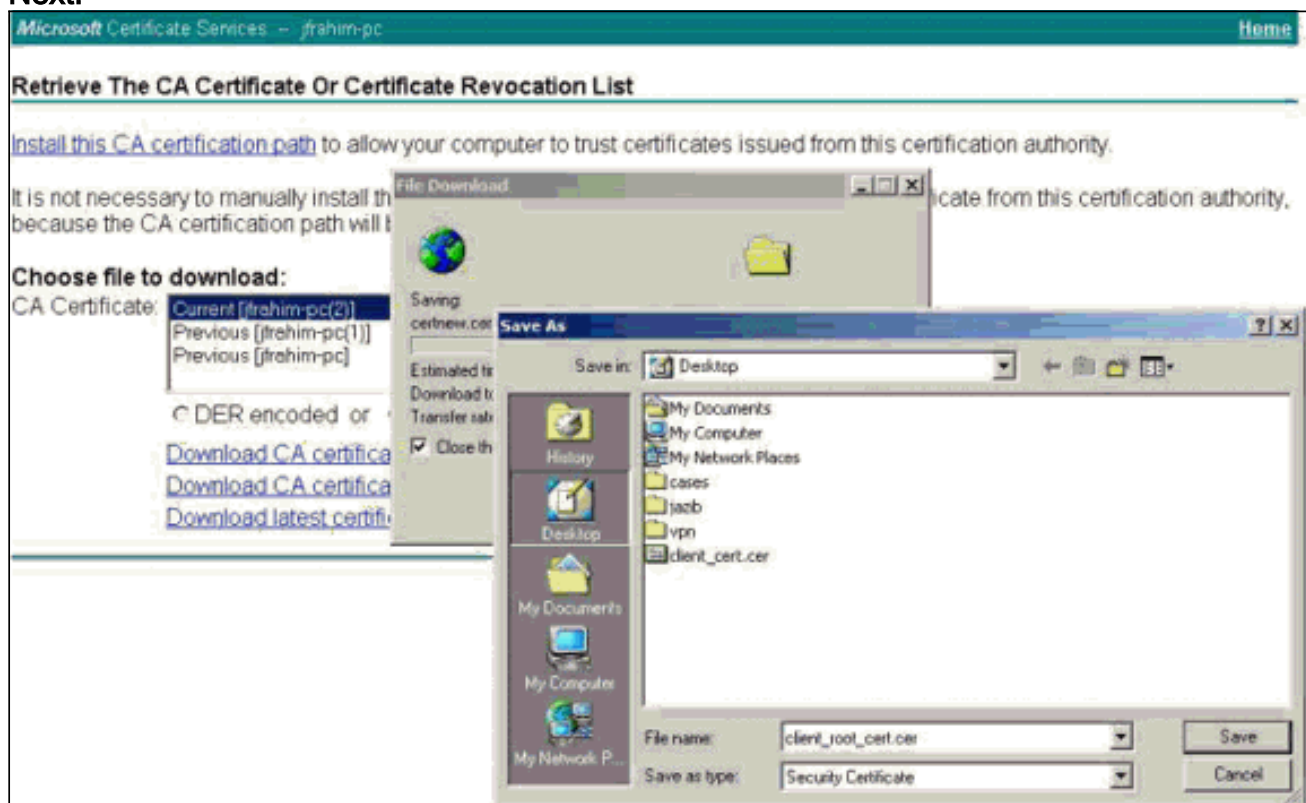 Next.
Microsoft Certificate Services -- jfrahim-pc Home
Retrieve The CA Certificate Or Certificate Revocation List
Install this CA certification path to allow your computer to trust certificates issued from this certification authority.
It is not necessary to manually install th
icate from this certification authority,
because the CA certification path will b
Choose file to download:
CA Certificate: Current [jfrahim-pc(2)]
Previous [jfrahim-pc(1)]
Previous [jfrahim-pc]
DER encoded or
Download CA certifica
Download CA certifica
Download latest certifi
File Download
Saving:
certnew.cer
Estimated tim
Download to
Transfer rate
Close th
Save As
Save in: Desktop
History
Desktop
My Documents
My Computer
My Network P...
My Documents
My Computer
My Network Places
cases
jazib
vpn
client_cert.cer
File name: client_root_cert.cer Save
Save as type: Security Certificate Cancel